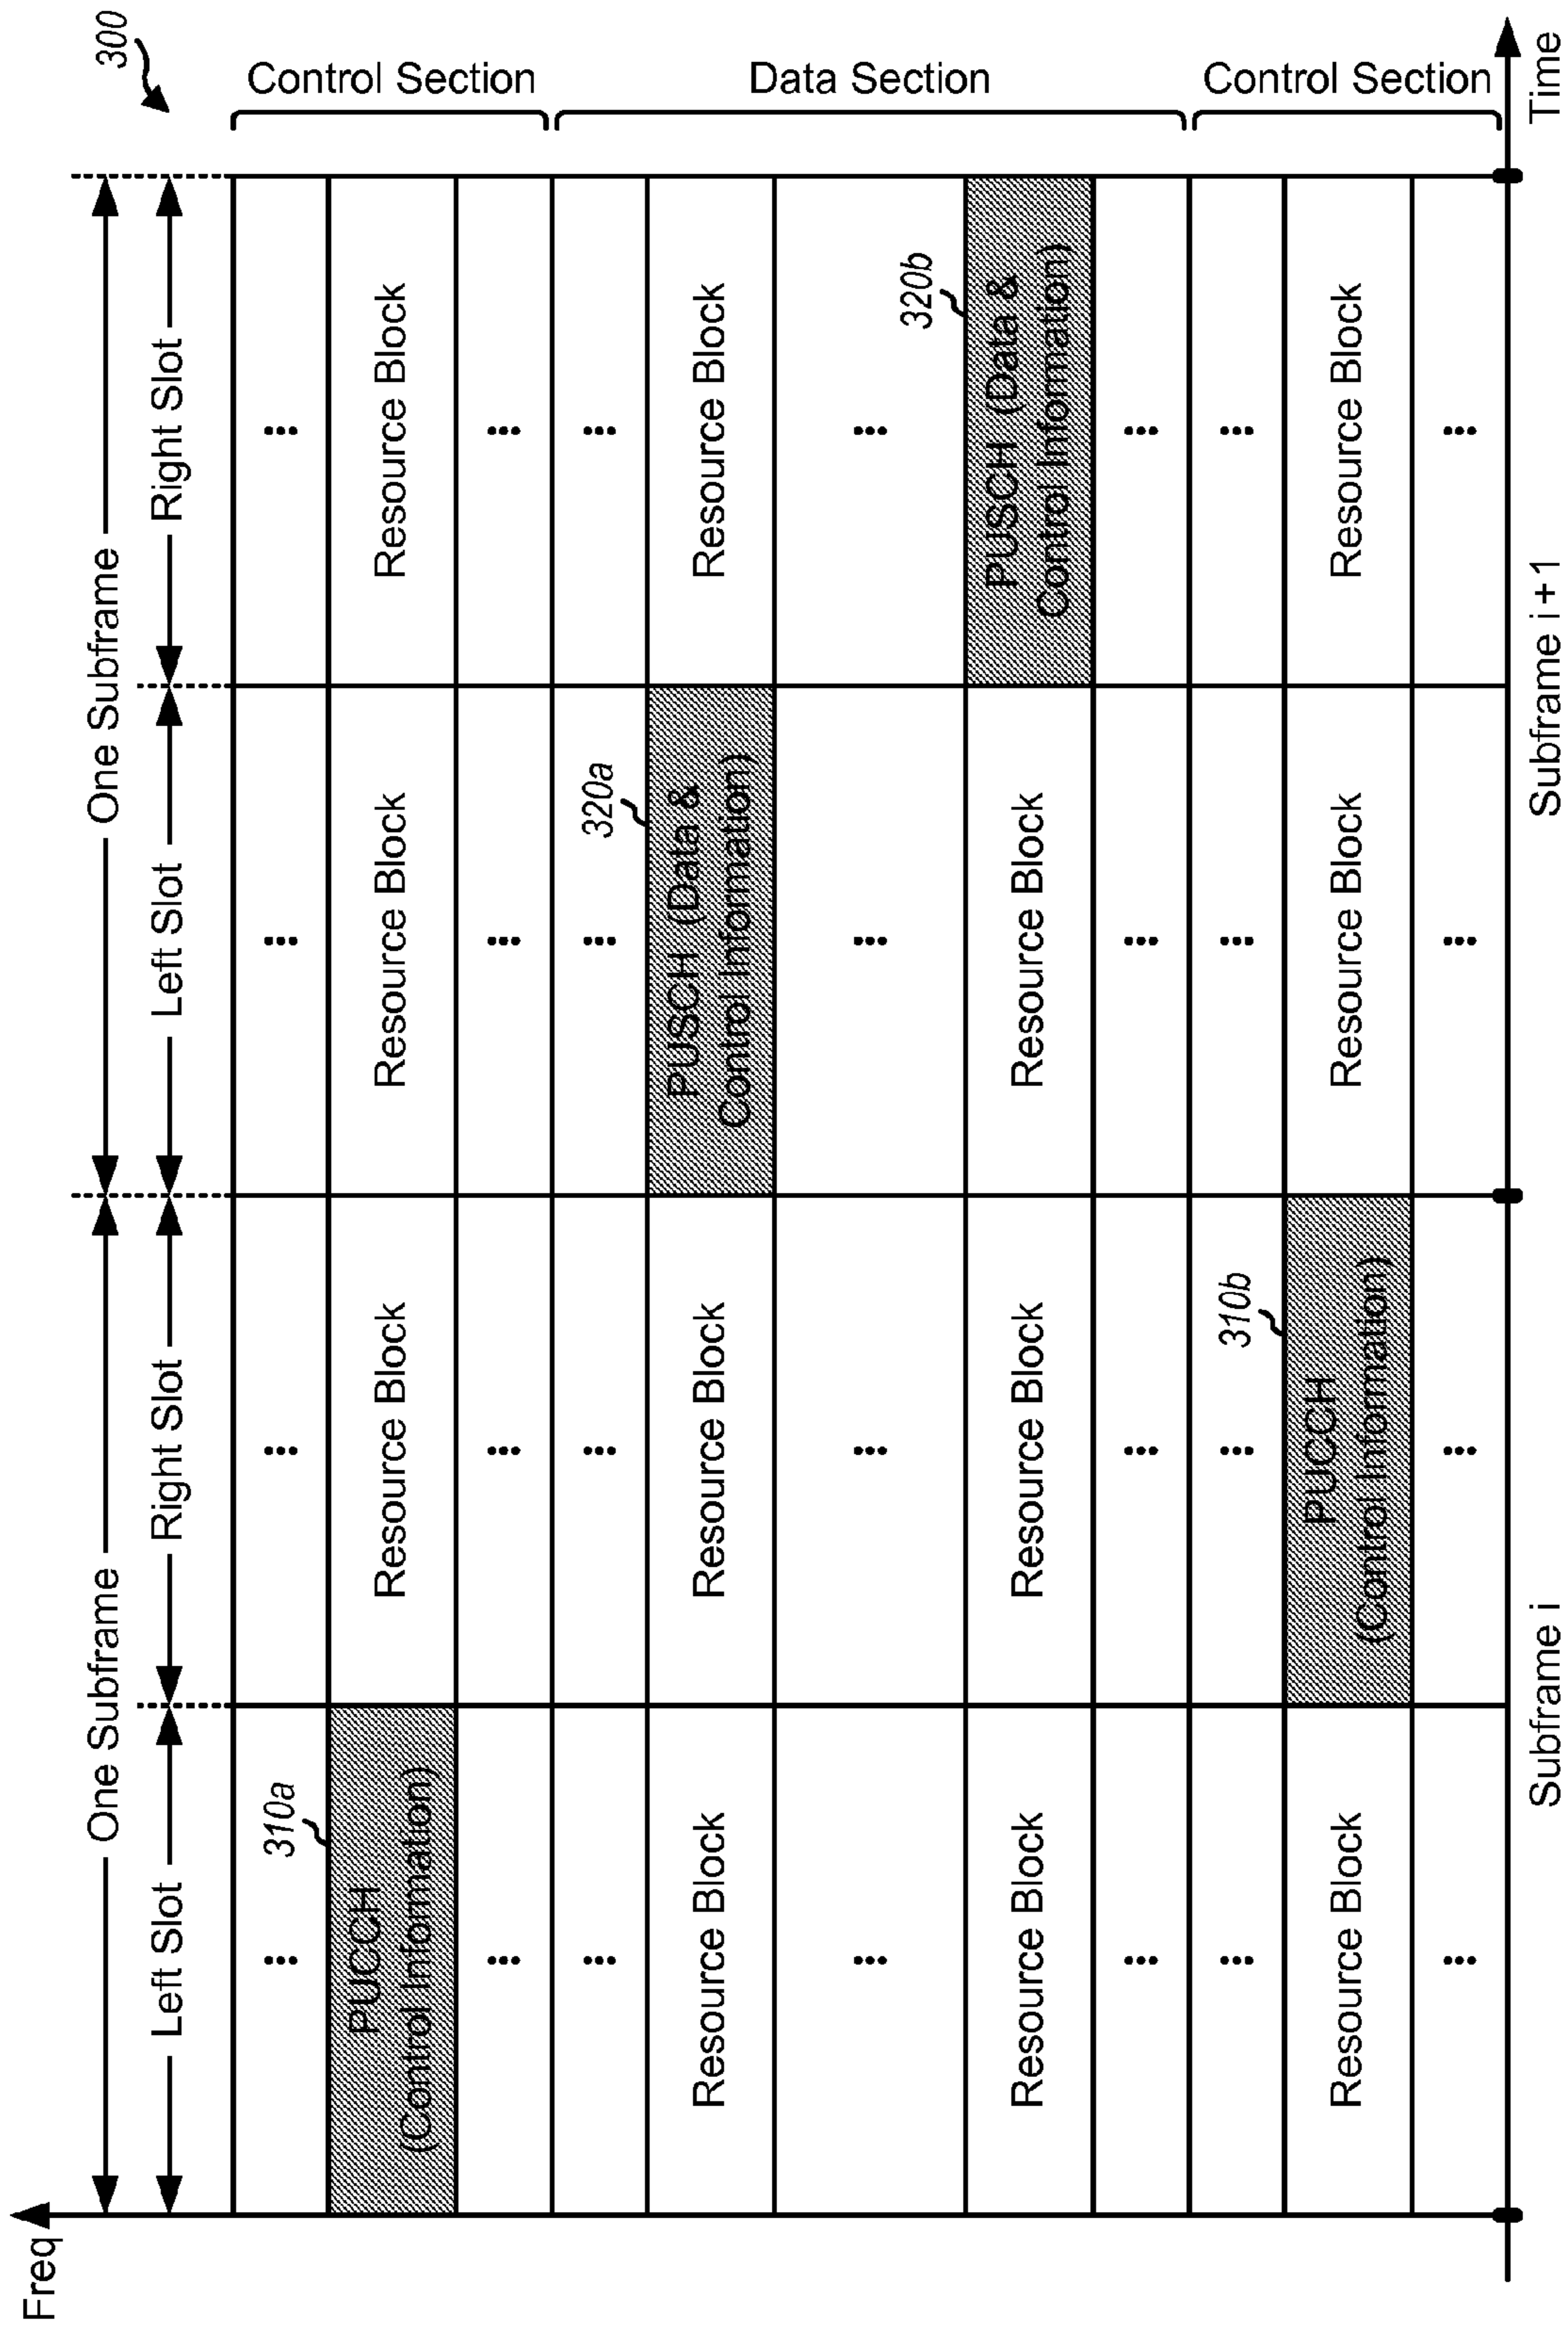 300
Freq
One Subframe
One Subframe
Left Slot
Right Slot
Left Slot
Right Slot
...
...
...
...
Control Section
310a
PUCCH
(Control Information)
Resource Block
Resource Block
Resource Block
...
...
...
...
...
...
...
...
Data Section
320a
Resource Block
Resource Block
PUSCH (Data &
Control Information)
Resource Block
...
...
...
...
320b
Resource Block
Resource Block
Resource Block
PUSCH (Data &
Control Information)
...
...
...
...
...
...
...
...
Control Section
310b
Resource Block
PUCCH
(Control Information)
Resource Block
Resource Block
...
...
...
...
Time
Subframe i
Subframe i + 1